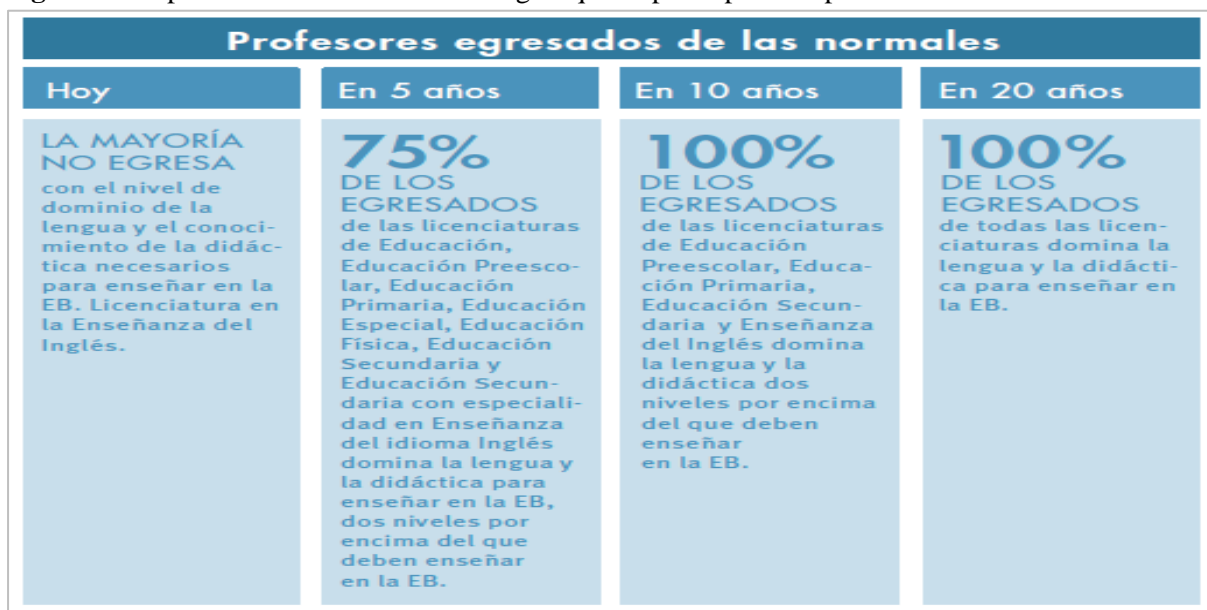 Profesores egresados de las normales
Hoy
LA MAYORÍA
NO EGRESA
con el nivel de
dominio de la
lengua y el conoci-
miento de la didác-
tica necesarios
para enseñar en la
EB. Licenciatura en
la Enseñanza del
Inglés.
En 5 años
75%
DE LOS
EGRESADOS
de las licenciaturas
de Educación,
Educación Preesco-
lar, Educación
Primaria, Educación
Especial, Educación
Física, Educación
Secundaria y
Educación Secun-
daria con especiali-
dad en Enseñanza
del idioma Inglés
domina la lengua y
la didáctica para
enseñar en la EB,
dos niveles por
encima del que
deben enseñar
en la EB.
En 10 años
100%
DE LOS
EGRESADOS
de las licenciaturas
de Educación
Preescolar, Educa-
ción Primaria,
Educación Secun-
daria y Enseñanza
del Inglés domina
la lengua y la
didáctica dos
niveles por encima
del que deben
enseñar
en la EB.
En 20 años
100%
DE LOS
EGRESADOS
de todas las licen-
ciaturas domina la
lengua y la didácti-
ca para enseñar en
la EB.